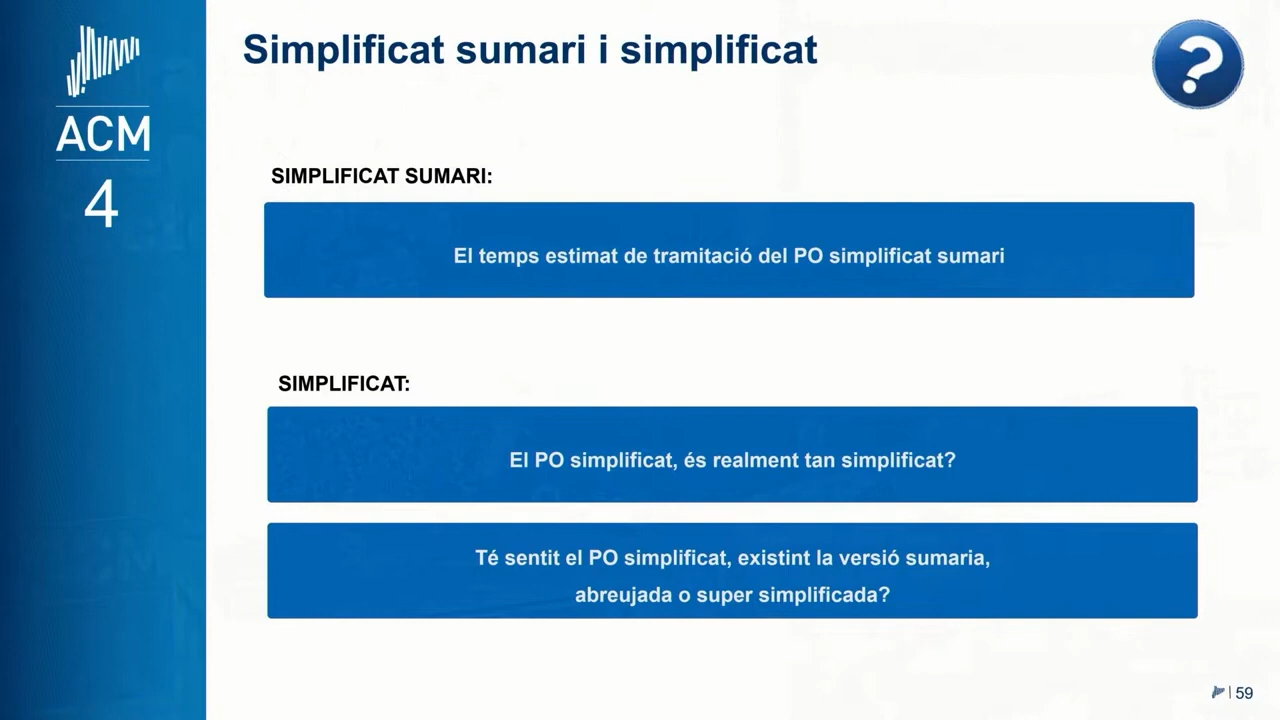 ACM
4
Simplificat sumari i simplificat
?
SIMPLIFICAT SUMARI:
El temps estimat de tramitació del PO simplificat sumari
SIMPLIFICAT:
El PO simplificat, és realment tan simplificat?
Té sentit el PO simplificat, existint la versió sumaria,
abreujada o super simplificada?
59